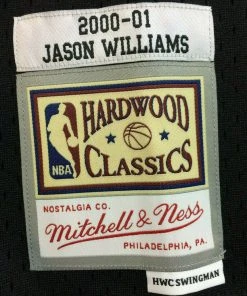 2000-01
JASON WILLIAMS
HARDWOOD
NBA
CLASSICS
NOSTALGIA CO.
Mitchell & Ness
PHILADELPHIA, PA.
HWC SWINGMAN